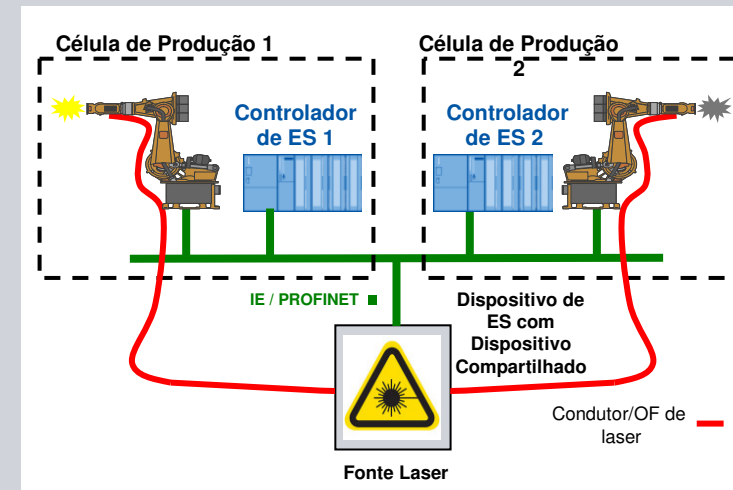 Célula de Produção 1
Célula de Produção
2
Controlador
de ES 1
Controlador
de ES 2
IE / PROFINET
Dispositivo de
ES com
Dispositivo
Compartilhado
Condutor/OF de
laser
Fonte Laser